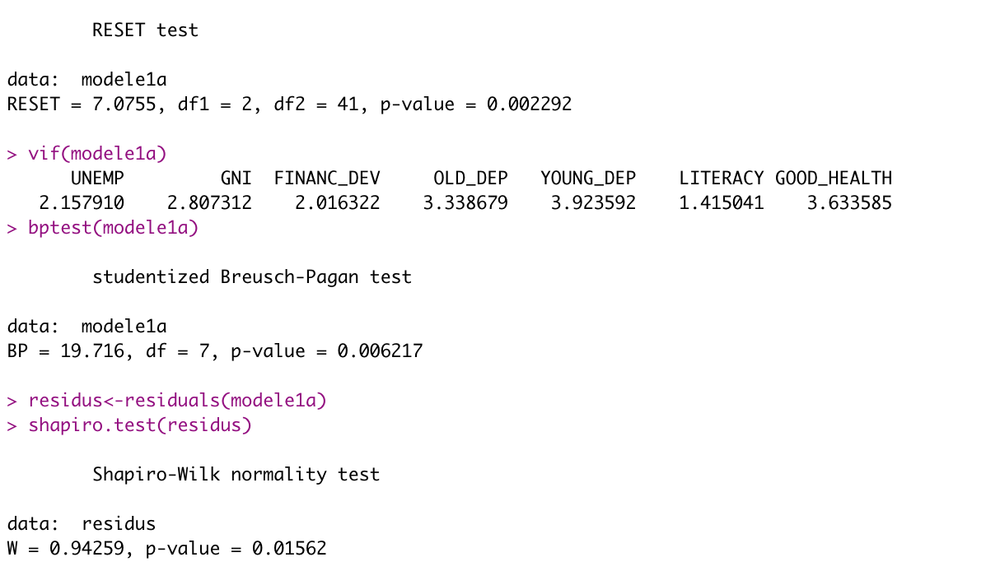 RESET test
data:  modele1a
RESET = 7.0755, df1 = 2, df2 = 41, p-value = 0.002292
> vif(modele1a)
      UNEMP         GNI  FINANC_DEV     OLD_DEP   YOUNG_DEP    LITERACY GOOD_HEALTH
   2.157910    2.807312    2.016322    3.338679    3.923592    1.415041    3.633585
> bptest(modele1a)
studentized Breusch-Pagan test
data:  modele1a
BP = 19.716, df = 7, p-value = 0.006217
> residus<-residuals(modele1a)
> shapiro.test(residus)
Shapiro-Wilk normality test
data:  residus
W = 0.94259, p-value = 0.01562